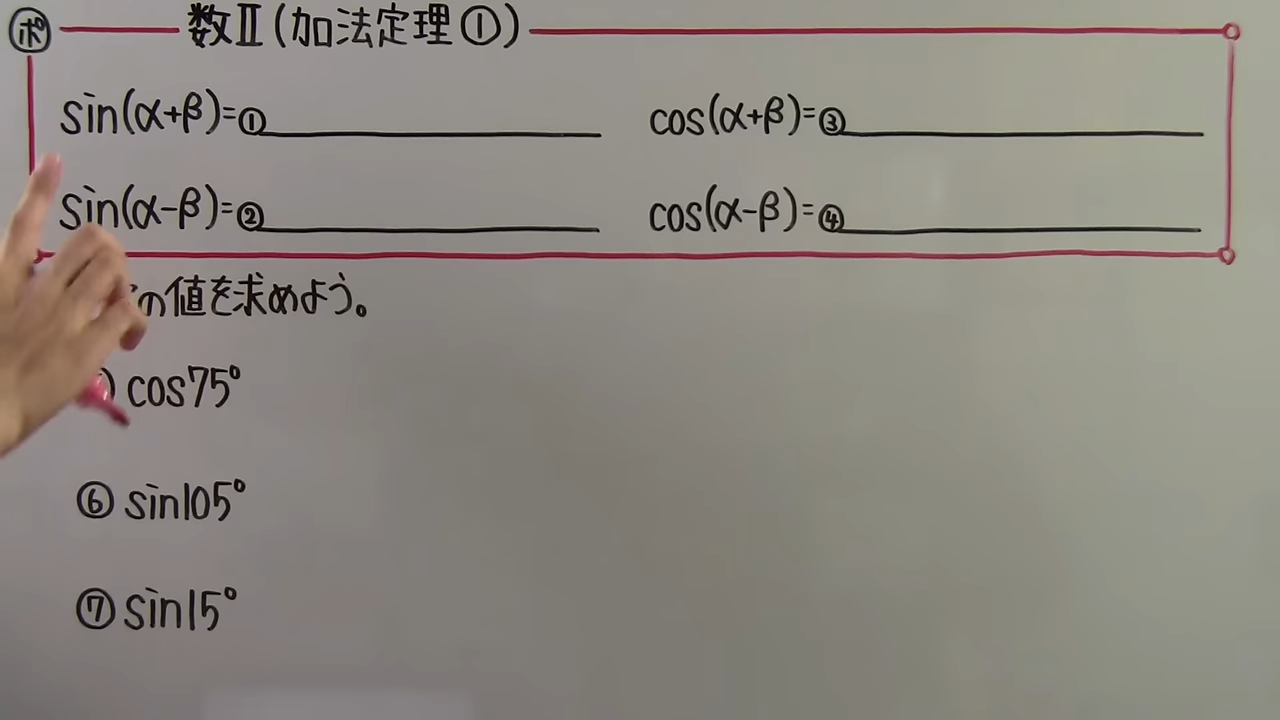 ポ 数Ⅱ(加法定理①)
sin(α+β)=①
cos(α+β)=③
sin(α-β)=②
cos(α-β)=④
の値を求めよう。
cos75°
⑥ sin105°
⑦ sin15°